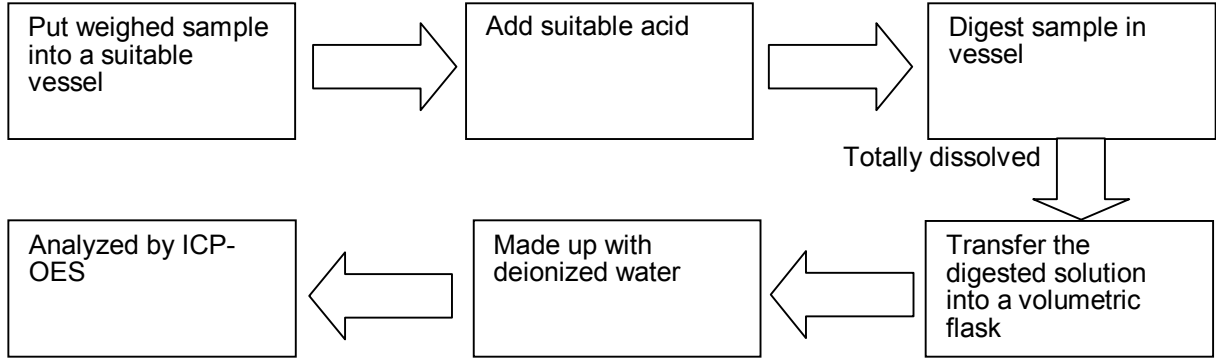 Put weighed sample
into a suitable
vessel
Add suitable acid
Digest sample in
vessel
Totally dissolved
Transfer the
digested solution
into a volumetric
flask
Made up with
deionized water
Analyzed by ICP-
OES